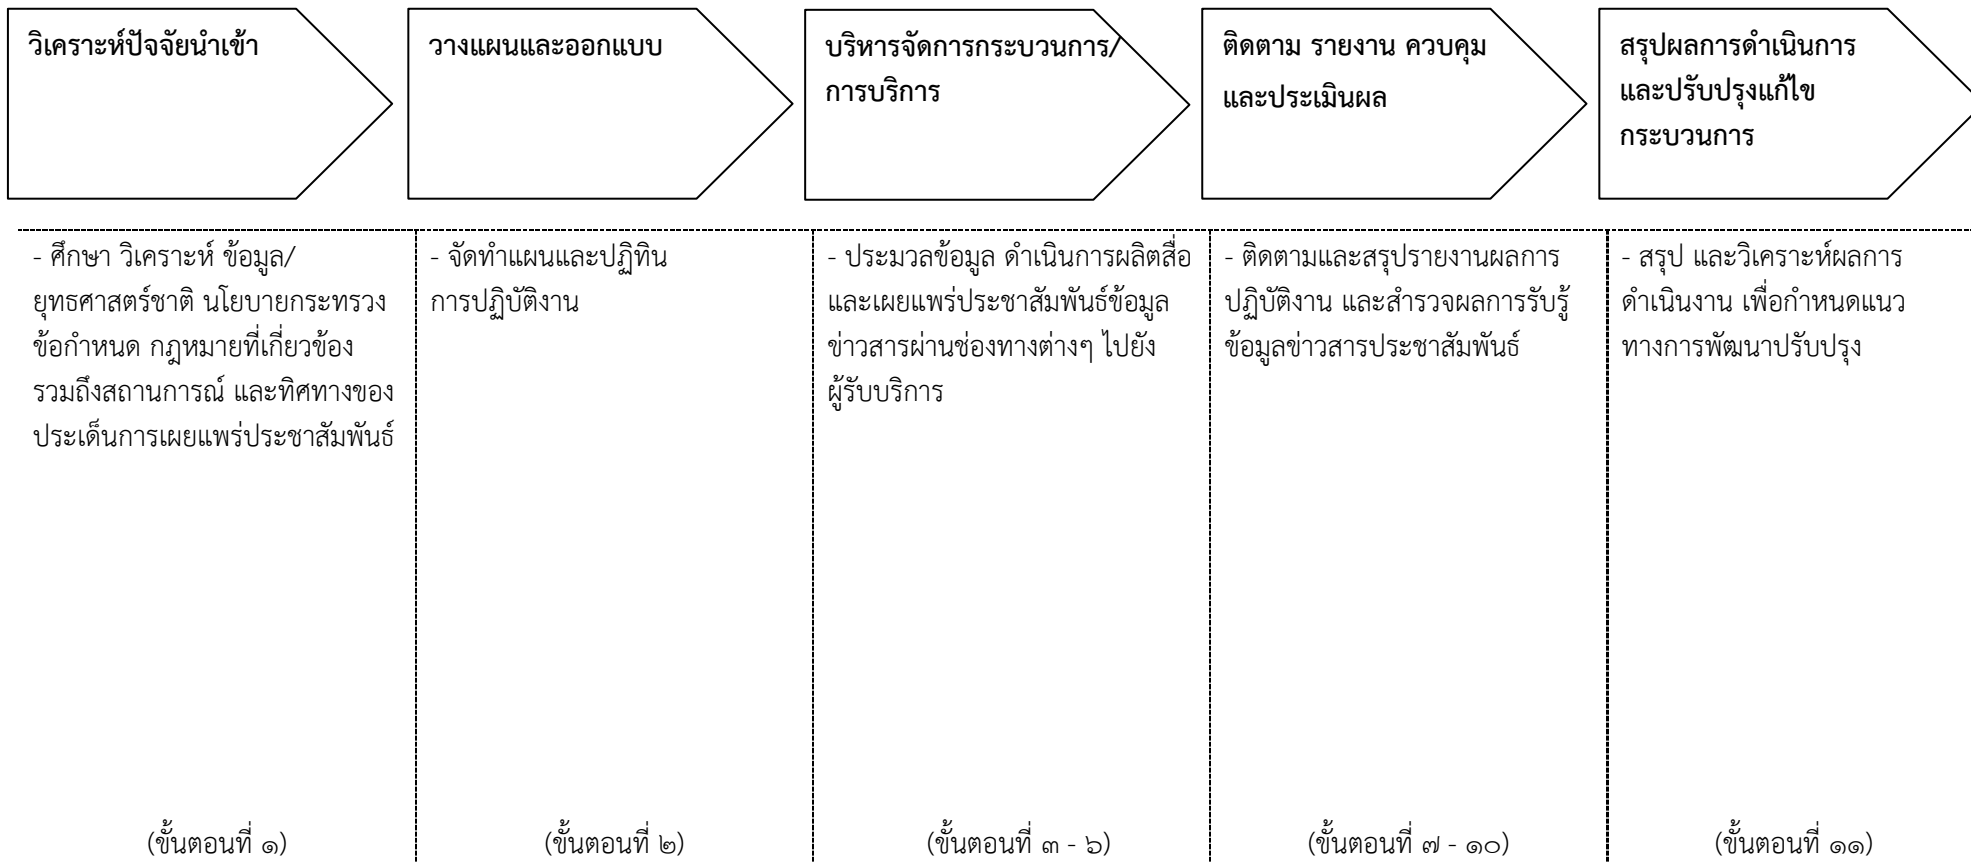 วิเคราะห์ปัจจัยนำเข้า
วางแผนและออกแบบ
บริหารจัดการกระบวนการ/
การบริการ
ติดตาม รายงาน ควบคุม
และประเมินผล
สรุปผลการดำเนินการ
และปรับปรุงแก้ไข
กระบวนการ
- ศึกษา วิเคราะห์ ข้อมูล/
ยุทธศาสตร์ชาติ นโยบายกระทรวง
ข้อกำหนด กฎหมายที่เกี่ยวข้อง
รวมถึงสถานการณ์ และทิศทางของ
ประเด็นการเผยแพร่ประชาสัมพันธ์
(ขั้นตอนที่ ๑)
- จัดทำแผนและปฏิทิน
การปฏิบัติงาน
(ขั้นตอนที่ ๒)
- ประมวลข้อมูล ดำเนินการผลิตสื่อ
และเผยแพร่ประชาสัมพันธ์ข้อมูล
ข่าวสารผ่านช่องทางต่างๆ ไปยัง
ผู้รับบริการ
(ขั้นตอนที่ ๓ - ๖)
- ติดตามและสรุปรายงานผลการ
ปฏิบัติงาน และสำรวจผลการรับรู้
ข้อมูลข่าวสารประชาสัมพันธ์
(ขั้นตอนที่ ๗ - ๑๐)
- สรุป และวิเคราะห์ผลการ
ดำเนินงาน เพื่อกำหนดแนว
ทางการพัฒนาปรับปรุง
(ขั้นตอนที่ ๑๑)